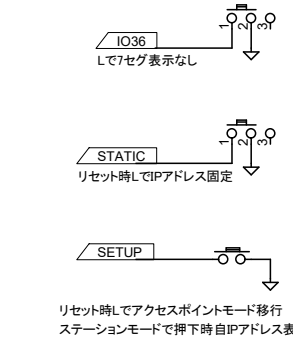 1 2 3
IO36
Lで7セグ表示なし
1 2 3
STATIC
リセット時LでIPアドレス固定
SETUP
リセット時Lでアクセスポイントモード移行
ステーションモードで押下時自IPアドレス表